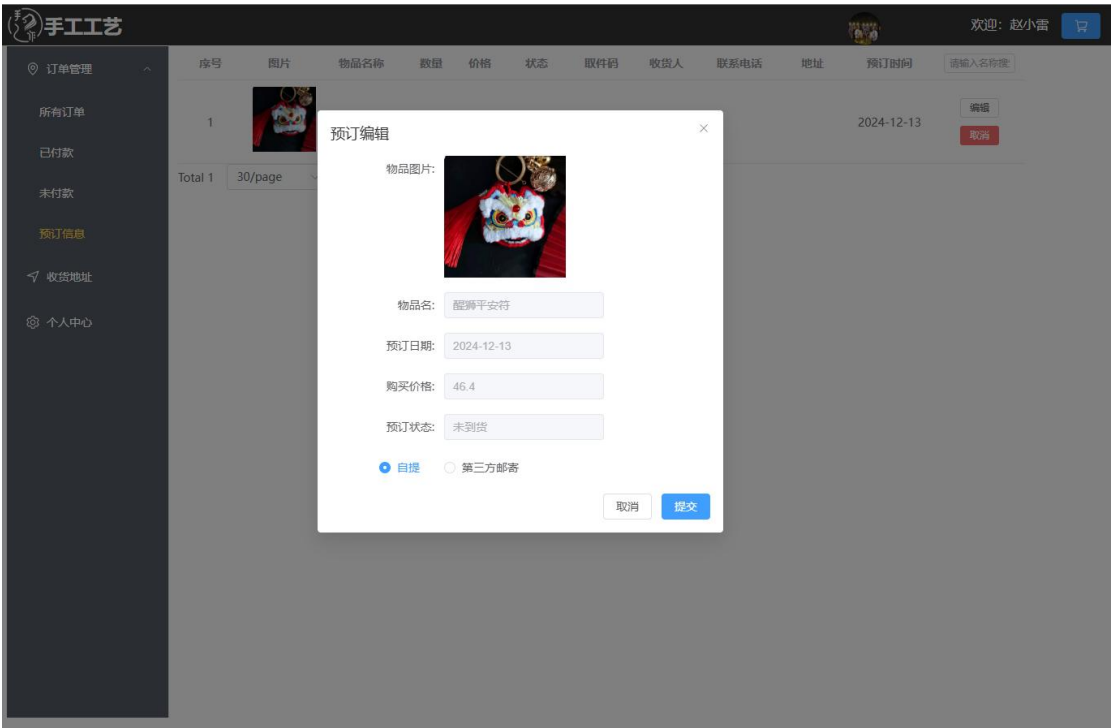 手工工艺
欢迎: 赵小雷
订单管理
所有订单
已付款
未付款
预订信息
收货地址
个人中心
序号 图片 物品名称 数量 价格 状态 取件码 收货人 联系电话 地址 预订时间 请输入名称搜
1 2024-12-13 编辑
取消
Total 1 30/page
预订编辑
物品图片:
物品名: 醒狮平安符
预订日期: 2024-12-13
购买价格: 46.4
预订状态: 未到货
自提 第三方邮寄
取消 提交